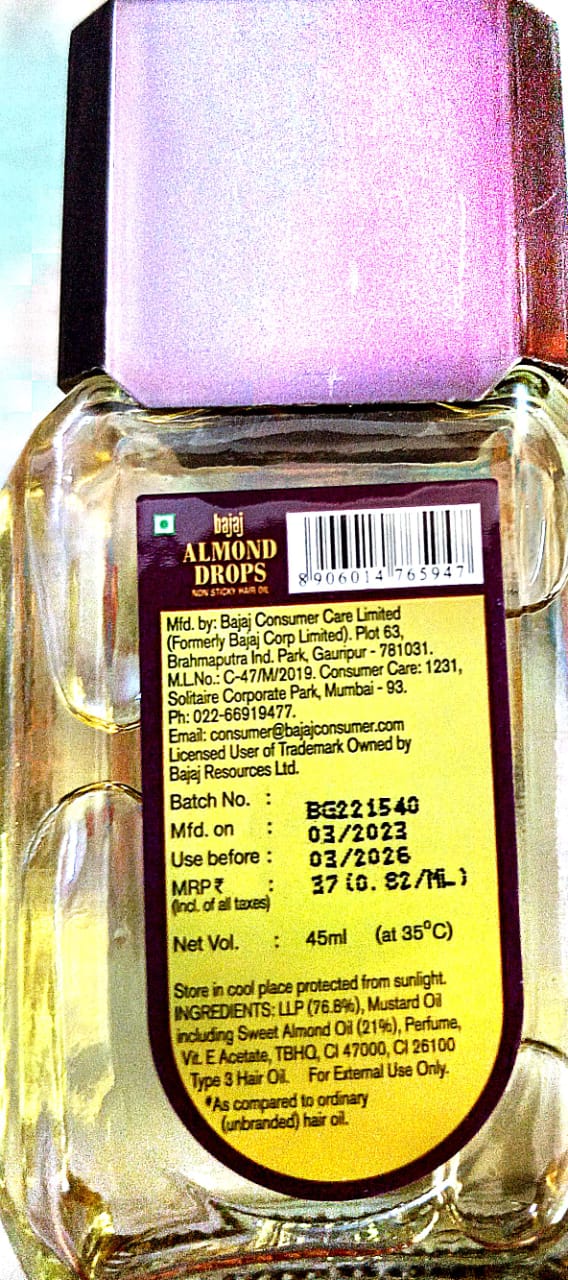 bajaj
ALMOND
DROPS
NON STICKY HAIR OIL
8 906014 765947
Mfd. by: Bajaj Consumer Care Limited
(Formerly Bajaj Corp Limited). Plot 63,
Brahmaputra Ind. Park, Gauripur - 781031.
M.L.No.: C-47/M/2019. Consumer Care: 1231,
Solitaire Corporate Park, Mumbai - 93.
Ph: 022-66919477.
Email: consumer@bajajconsumer.com
Licensed User of Trademark Owned by
Bajaj Resources Ltd.
Batch No. : BG221540
Mfd. on : 03/2023
Use before : 03/2026
MRP ₹ : 37 (0.82/ML)
(Incl. of all taxes)
Net Vol. : 45ml (at 35°C)
Store in cool place protected from sunlight.
INGREDIENTS: LLP (76.8%), Mustard Oil
including Sweet Almond Oil (21%), Perfume,
Vit. E Acetate, TBHQ, CI 47000, CI 26100
Type 3 Hair Oil. For External Use Only.
#As compared to ordinary
(unbranded) hair oil.